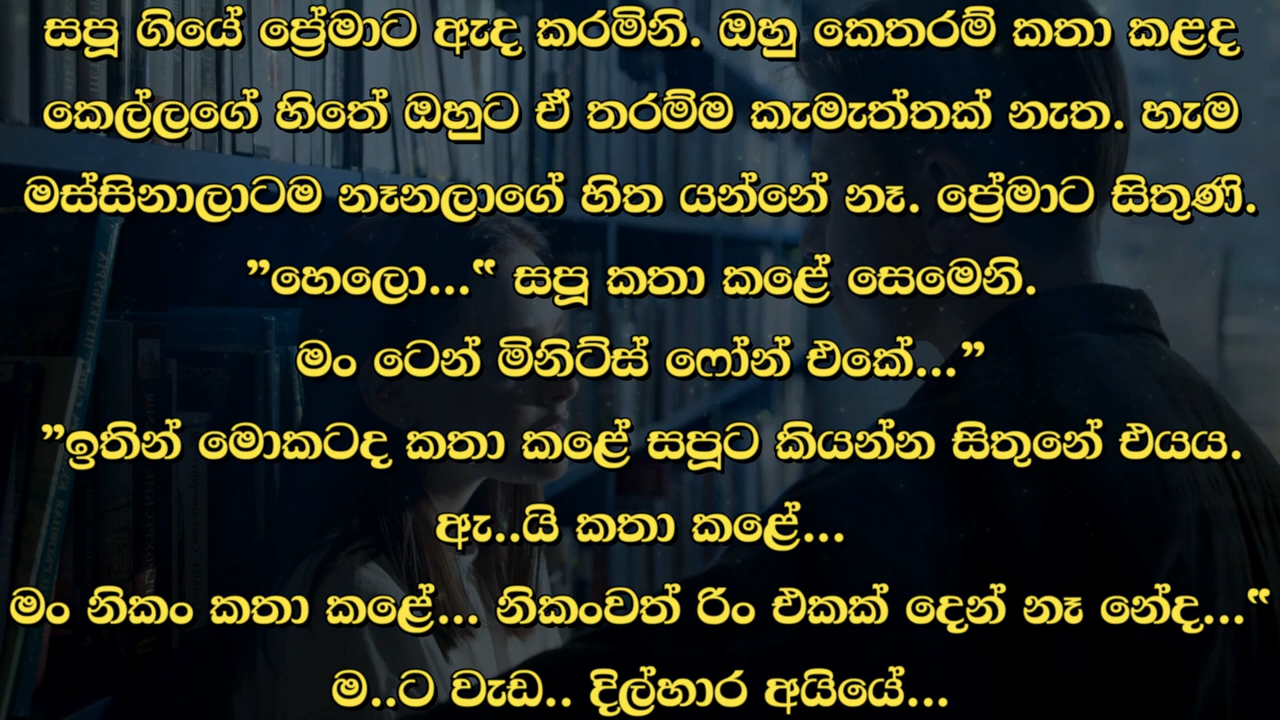 සපූ ගියේ ප්‍රේමාට ඇද කරමිනි. ඔහු කෙතරම් කතා කළද
කෙල්ලගේ හිතේ ඔහුට ඒ තරම්ම කැමැත්තක් නැත. හැම
මස්සිනාලාටම නෑනලාගේ හිත යන්නේ නෑ. ප්‍රේමාට සිතුණි.
”හෙලො...“ සපූ කතා කළේ සෙමෙනි.
මං ටෙන් මිනිට්ස් ෆෝන් එකේ...”
”ඉතින් මොකටද කතා කළේ සපූට කියන්න සිතුනේ එයය.
ඇ..යි කතා කළේ...
මං නිකං කතා කළේ... නිකංවත් රිං එකක් දෙන් නෑ නේද...“
ම..ට වැඩ.. දිල්හාර අයියේ...